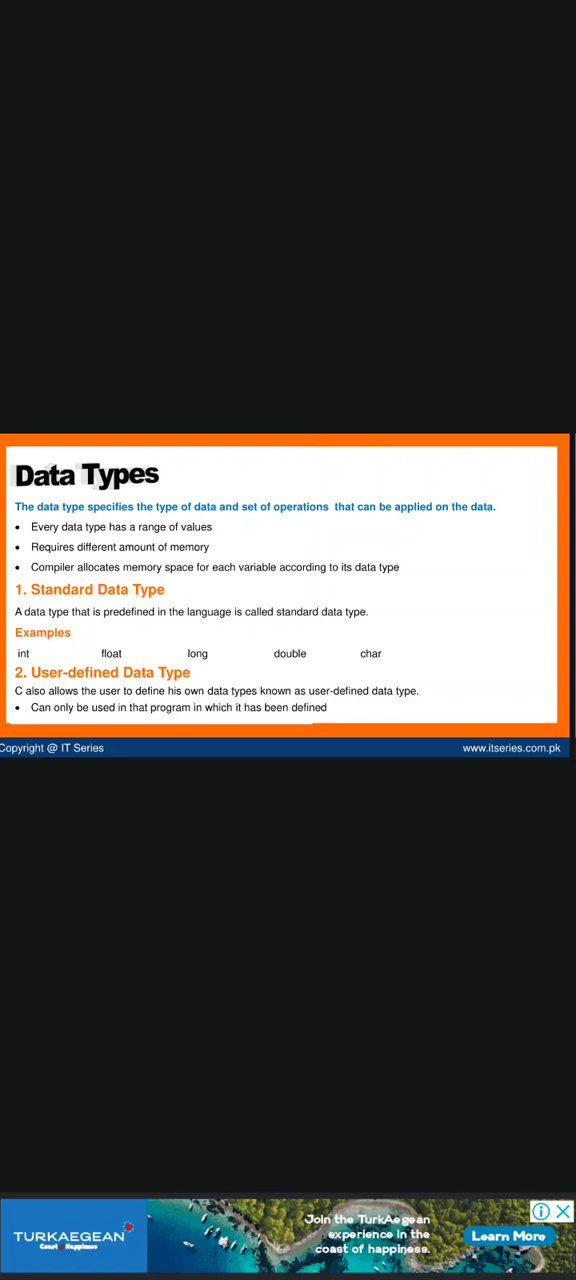 Data Types
The data type specifies the type of data and set of operations that can be applied on the data.
• Every data type has a range of values
• Requires different amount of memory
• Compiler allocates memory space for each variable according to its data type
1. Standard Data Type
A data type that is predefined in the language is called standard data type.
Examples
int float long double char
2. User-defined Data Type
C also allows the user to define his own data types known as user-defined data type.
• Can only be used in that program in which it has been defined
Copyright @ IT Series www.itseries.com.pk
TURKAEGEAN
Coast of Happiness
Join the TurkAegean
experience in the
coast of happiness.
Learn More